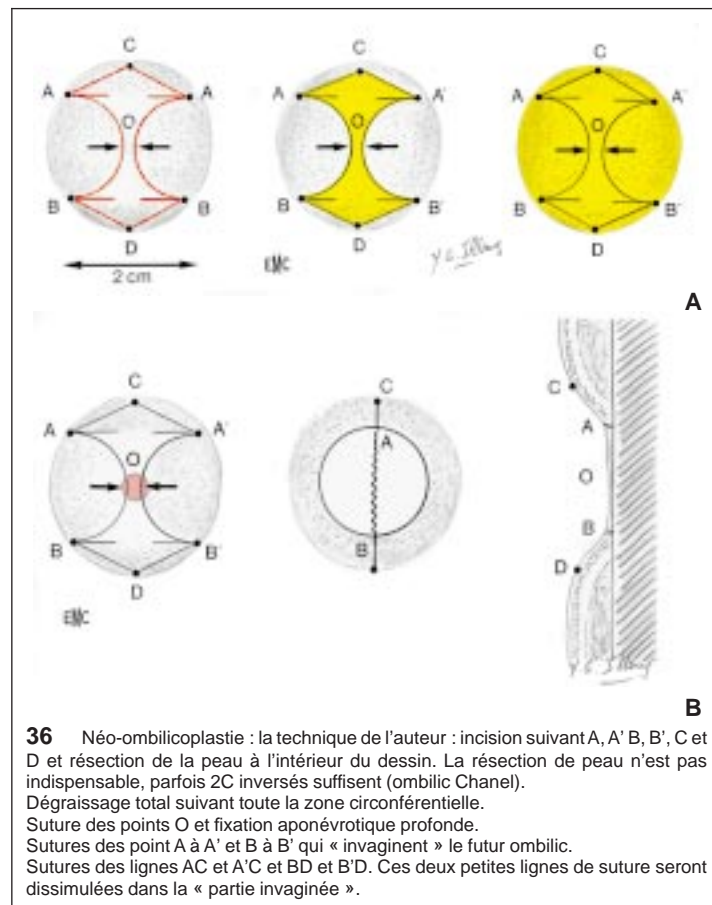 C
A A
O
B B
D
2 cm
C
A A'
O
B B'
D
EMC
C
A A'
O
B B'
D
A
C
A A'
O
B B'
D
EMC
C
A
B
C
A
O
B
D
B
36 Néo-ombilicoplastie : la technique de l'auteur : incision suivant A, A' B, B', C et
D et résection de la peau à l'intérieur du dessin. La résection de peau n'est pas
indispensable, parfois 2C inversés suffisent (ombilic Chanel).
Dégraissage total suivant toute la zone circonférentielle.
Suture des points O et fixation aponévrotique profonde.
Sutures des point A à A' et B à B' qui « invaginent » le futur ombilic.
Sutures des lignes AC et A'C et BD et B'D. Ces deux petites lignes de suture seront
dissimulées dans la « partie invaginée ».